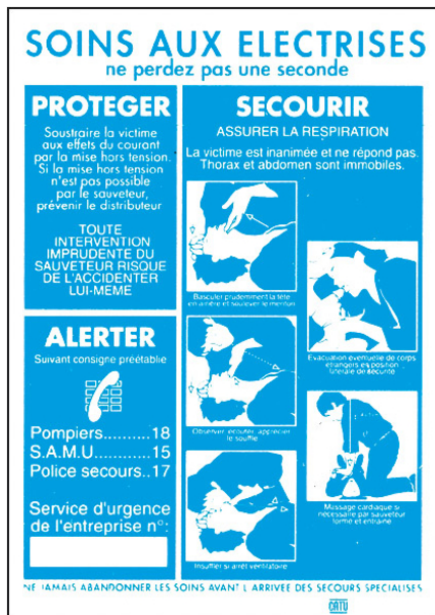 SOINS AUX ELECTRISES
ne perdez pas une seconde
PROTEGER
Soustraire la victime
aux effets du courant
par la mise hors tension.
Si la mise hors tension
n'est pas possible
par le sauveteur,
prévenir le distributeur
TOUTE
INTERVENTION
IMPRUDENTE DU
SAUVETEUR RISQUE
DE L'ACCIDENTER
LUI-MEME
ALERTER
Suivant consigne préétablie
Pompiers..........18
S.A.M.U...........15
Police secours..17
Service d'urgence
de l'entreprise n°:
SECOURIR
ASSURER LA RESPIRATION
La victime est inanimée et ne répond pas.
Thorax et abdomen sont immobiles.
Basculer prudemment la tête
en arrière et soulever le menton
Observer, écouter, apprécier
le souffle
Insuffler si arrêt ventilatoire
Evacuation éventuelle de corps
étrangers en position
latérale de sécurité
Massage cardiaque si
nécessaire par sauveteur
formé et entraîné
NE JAMAIS ABANDONNER LES SOINS AVANT L'ARRIVEE DES SECOURS SPECIALISES
CATU